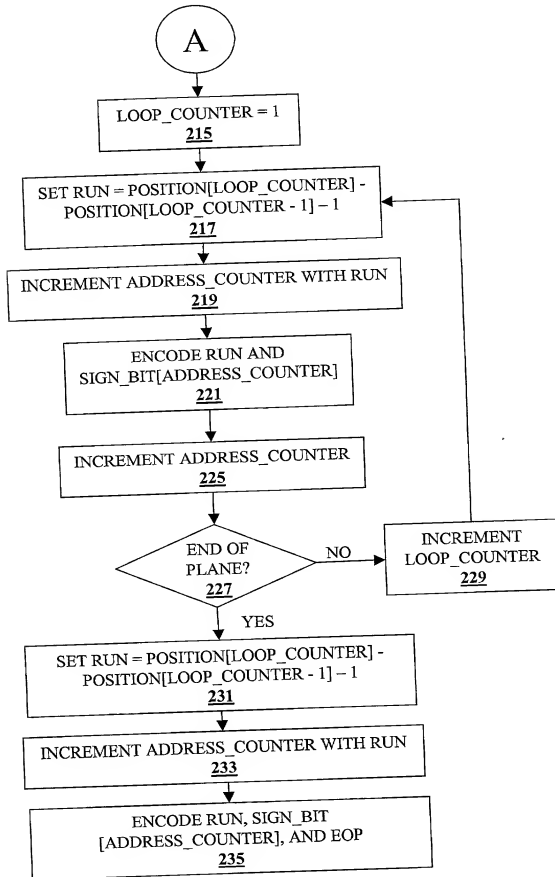 A
LOOP_COUNTER = 1
215
SET RUN = POSITION[LOOP_COUNTER] -
POSITION[LOOP_COUNTER - 1] – 1
217
INCREMENT ADDRESS_COUNTER WITH RUN
219
ENCODE RUN AND
SIGN_BIT[ADDRESS_COUNTER]
221
INCREMENT ADDRESS_COUNTER
225
END OF
PLANE?
227
NO
INCREMENT
LOOP_COUNTER
229
YES
SET RUN = POSITION[LOOP_COUNTER] -
POSITION[LOOP_COUNTER - 1] – 1
231
INCREMENT ADDRESS_COUNTER WITH RUN
233
ENCODE RUN, SIGN_BIT
[ADDRESS_COUNTER], AND EOP
235